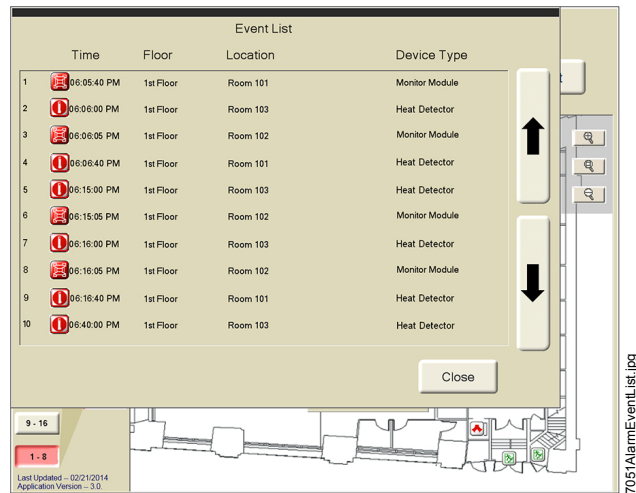 Event List
Time Floor Location Device Type
1 06:05:40 PM 1st Floor Room 101 Monitor Module
2 06:06:00 PM 1st Floor Room 103 Heat Detector
3 06:06:05 PM 1st Floor Room 102 Monitor Module
4 06:06:40 PM 1st Floor Room 101 Heat Detector
5 06:15:00 PM 1st Floor Room 103 Heat Detector
6 06:15:05 PM 1st Floor Room 102 Monitor Module
7 06:16:00 PM 1st Floor Room 103 Heat Detector
8 06:16:05 PM 1st Floor Room 102 Monitor Module
9 06:16:40 PM 1st Floor Room 101 Heat Detector
10 06:40:00 PM 1st Floor Room 103 Heat Detector
Close
9 - 16
1 - 8
Last Updated -- 02/21/2014
Application Version -- 3.0.
7051AlarmEventList.jpg